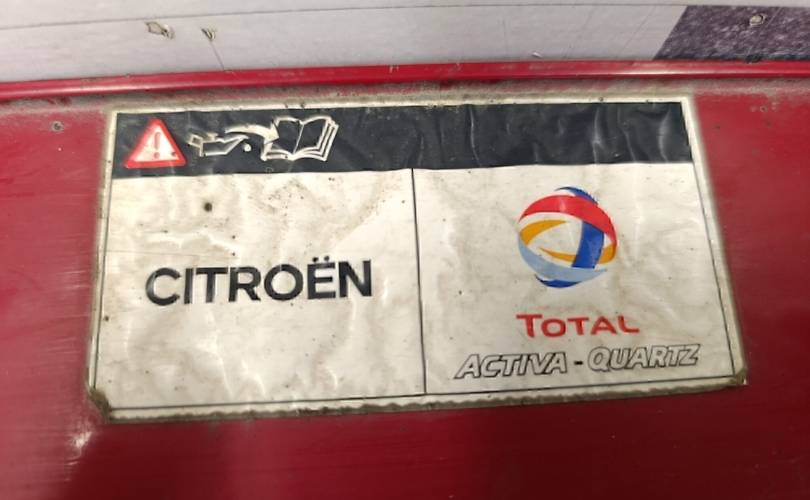 CITROËN
TOTAL
ACTIVA - QUARTZ